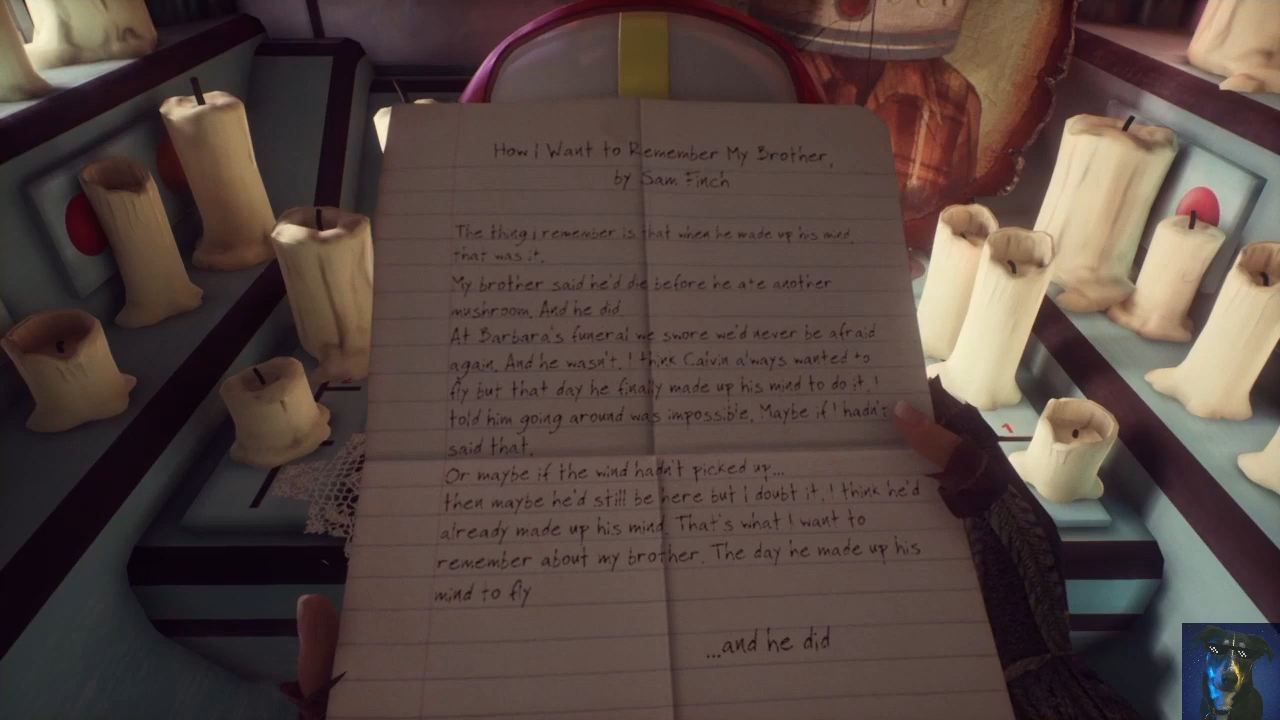 How I Want to Remember My Brother,
by Sam Finch
The thing I remember is that when he made up his mind,
that was it.
My brother said he'd die before he ate another
mushroom. And he did.
At Barbara's funeral we swore we'd never be afraid
again. And he wasn't. I think Calvin always wanted to
fly but that day he finally made up his mind to do it. I
told him going around was impossible. Maybe if I hadn't
said that.
Or maybe if the wind hadn't picked up...
then maybe he'd still be here but I doubt it. I think he'd
already made up his mind. That's what I want to
remember about my brother. The day he made up his
mind to fly
...and he did